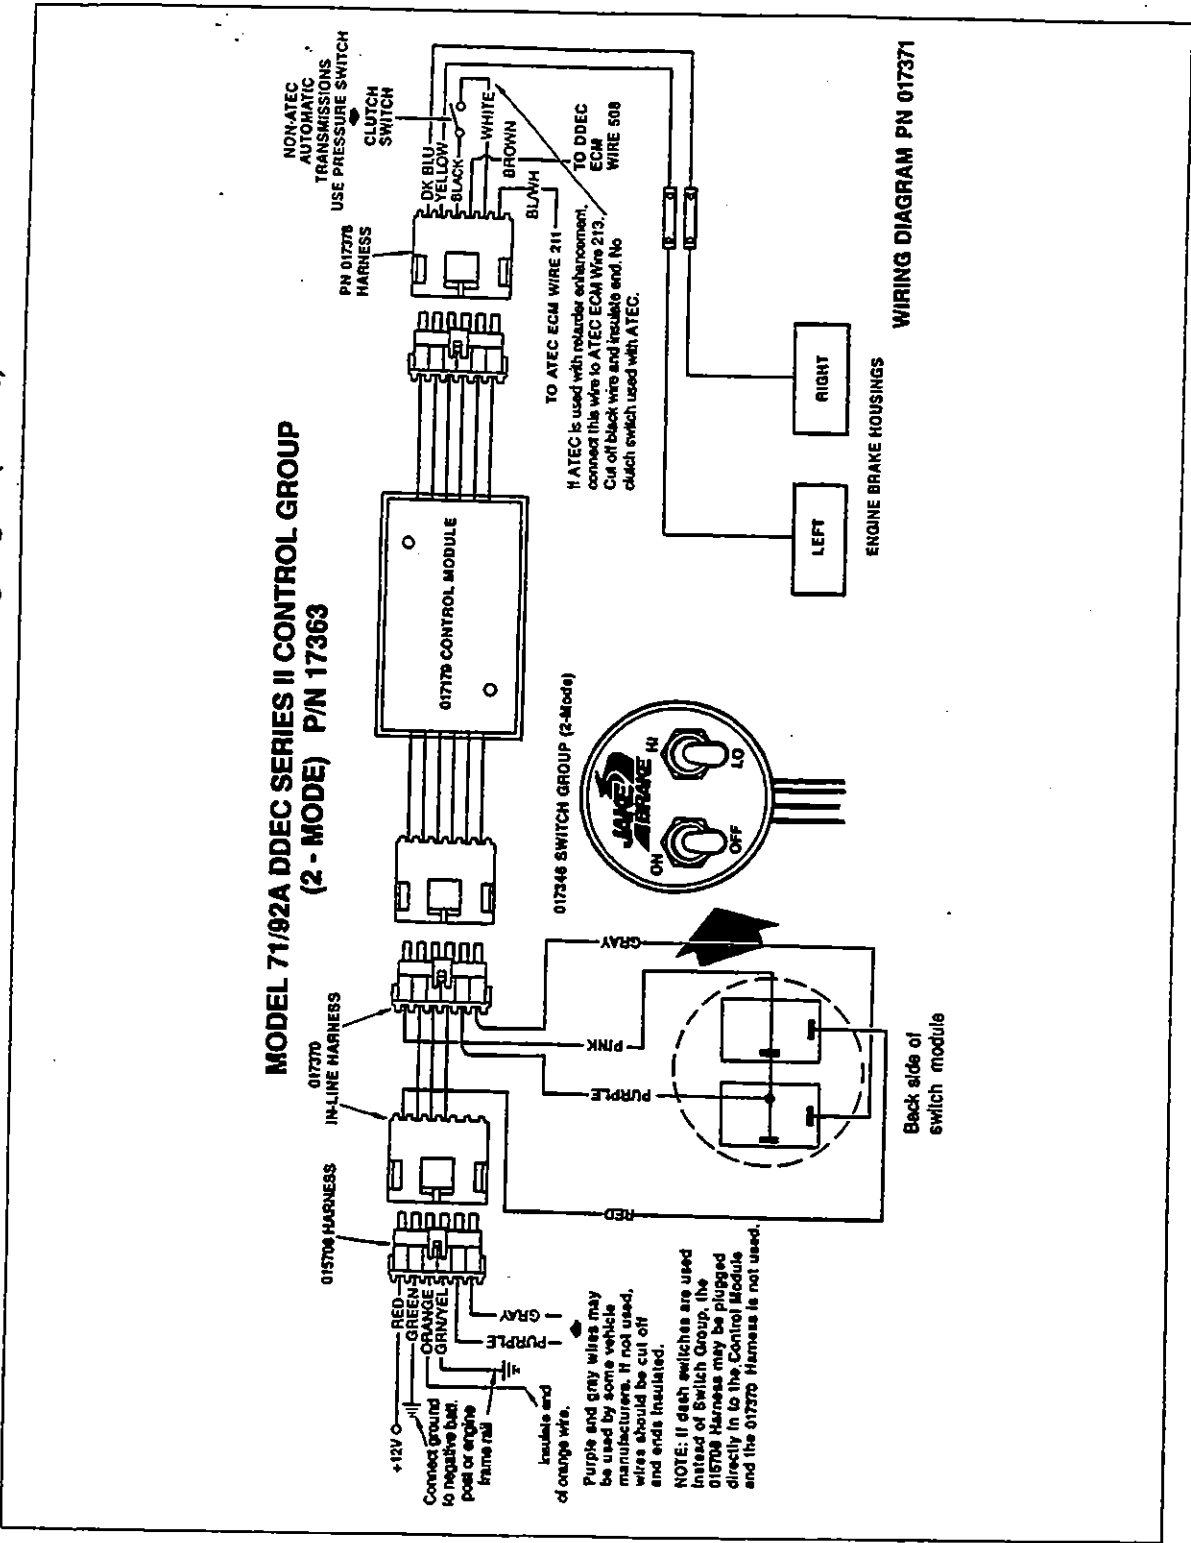 MODEL 71/92A DDEC SERIES II CONTROL GROUP
(2 - MODE) P/N 17363
015708 HARNESS
017370
IN-LINE HARNESS
017179 CONTROL MODULE
PN 017378
HARNESS
NON-ATEC
AUTOMATIC
TRANSMISSIONS
USE PRESSURE SWITCH
CLUTCH
SWITCH
DK BLU
YELLOW
BLACK
WHITE
BROWN
BL/WH
TO DDEC
ECM
WIRE 508
TO ATEC ECM WIRE 211
If ATEC is used with retarder enhancement,
connect this wire to ATEC ECM Wire 213.
Cut off black wire and insulate end. No
clutch switch used with ATEC.
+12V
RED
GREEN
ORANGE
GRN/YEL
PURPLE
GRAY
Connect ground
to negative batt.
post or engine
frame rail
Insulate end
of orange wire.
Purple and gray wires may
be used by some vehicle
manufacturers. If not used,
wires should be cut off
and ends insulated.
NOTE: If dash switches are used
instead of Switch Group, the
015708 Harness may be plugged
directly in to the Control Module
and the 017370 Harness is not used.
RED
PURPLE
PINK
GRAY
Back side of
switch module
017346 SWITCH GROUP (2-Mode)
JAKE
BRAKE
ON
OFF
HI
LO
LEFT
RIGHT
ENGINE BRAKE HOUSINGS
WIRING DIAGRAM PN 017371